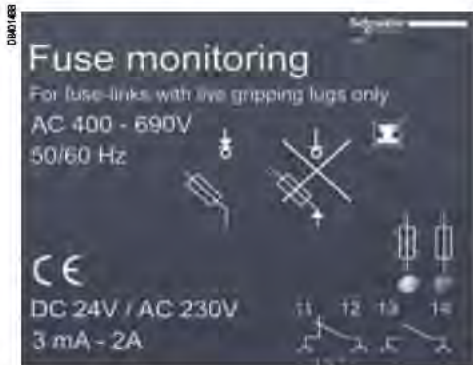 Schneider
Fuse monitoring
For fuse-links with live gripping lugs only
AC 400 - 690V
50/60 Hz
CE
DC 24V / AC 230V
3 mA - 2A
11 12 13 14